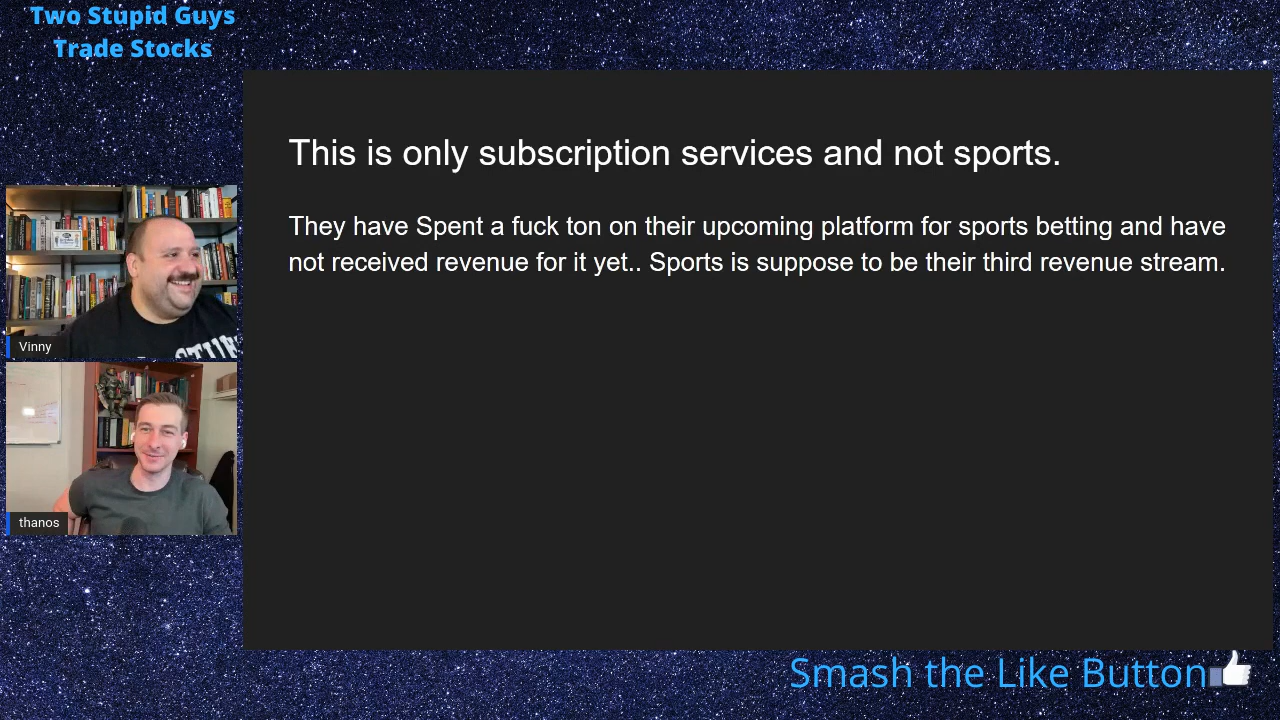 Two Stupid Guys
Trade Stocks
This is only subscription services and not sports.
They have Spent a fuck ton on their upcoming platform for sports betting and have
not received revenue for it yet.. Sports is suppose to be their third revenue stream.
Vinny
thanos
Smash the Like Button